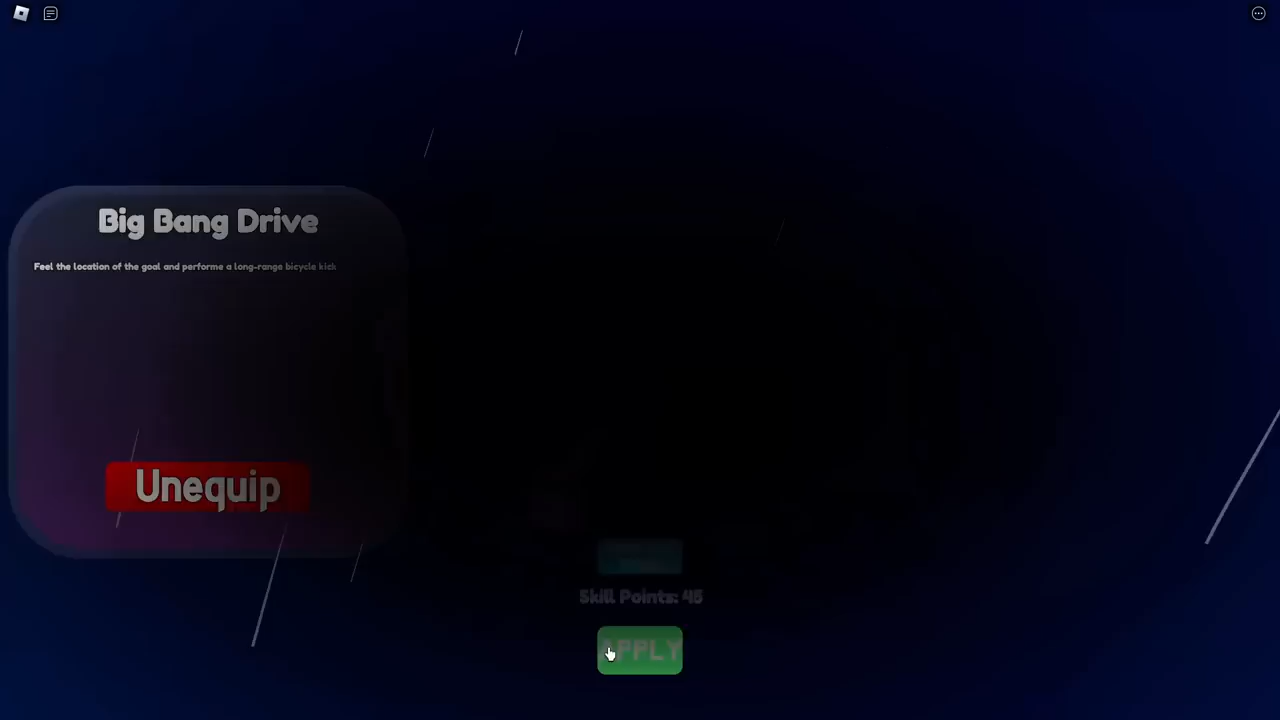 Big Bang Drive
Feel the location of the goal and performe a long-range bicycle kick
Unequip
Skill Points: 45
APPLY